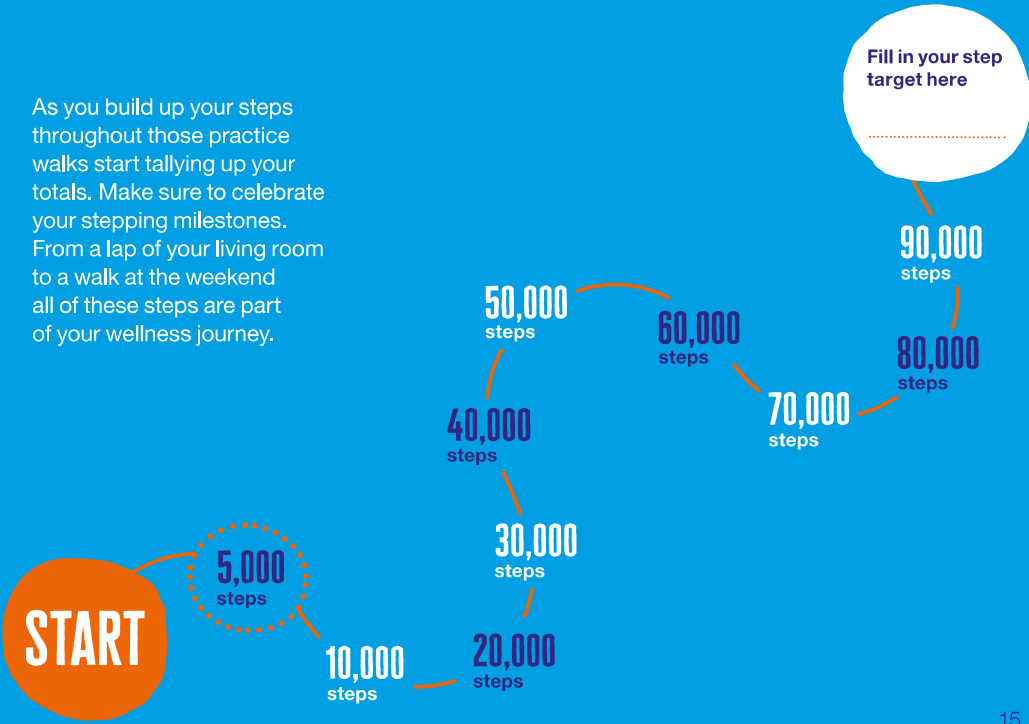 As you build up your steps
throughout those practice
walks start tallying up your
totals. Make sure to celebrate
your stepping milestones.
From a lap of your living room
to a walk at the weekend
all of these steps are part
of your wellness journey.
START
5,000
steps
10,000
steps
20,000
steps
30,000
steps
40,000
steps
50,000
steps
60,000
steps
70,000
steps
80,000
steps
90,000
steps
Fill in your step
target here
15